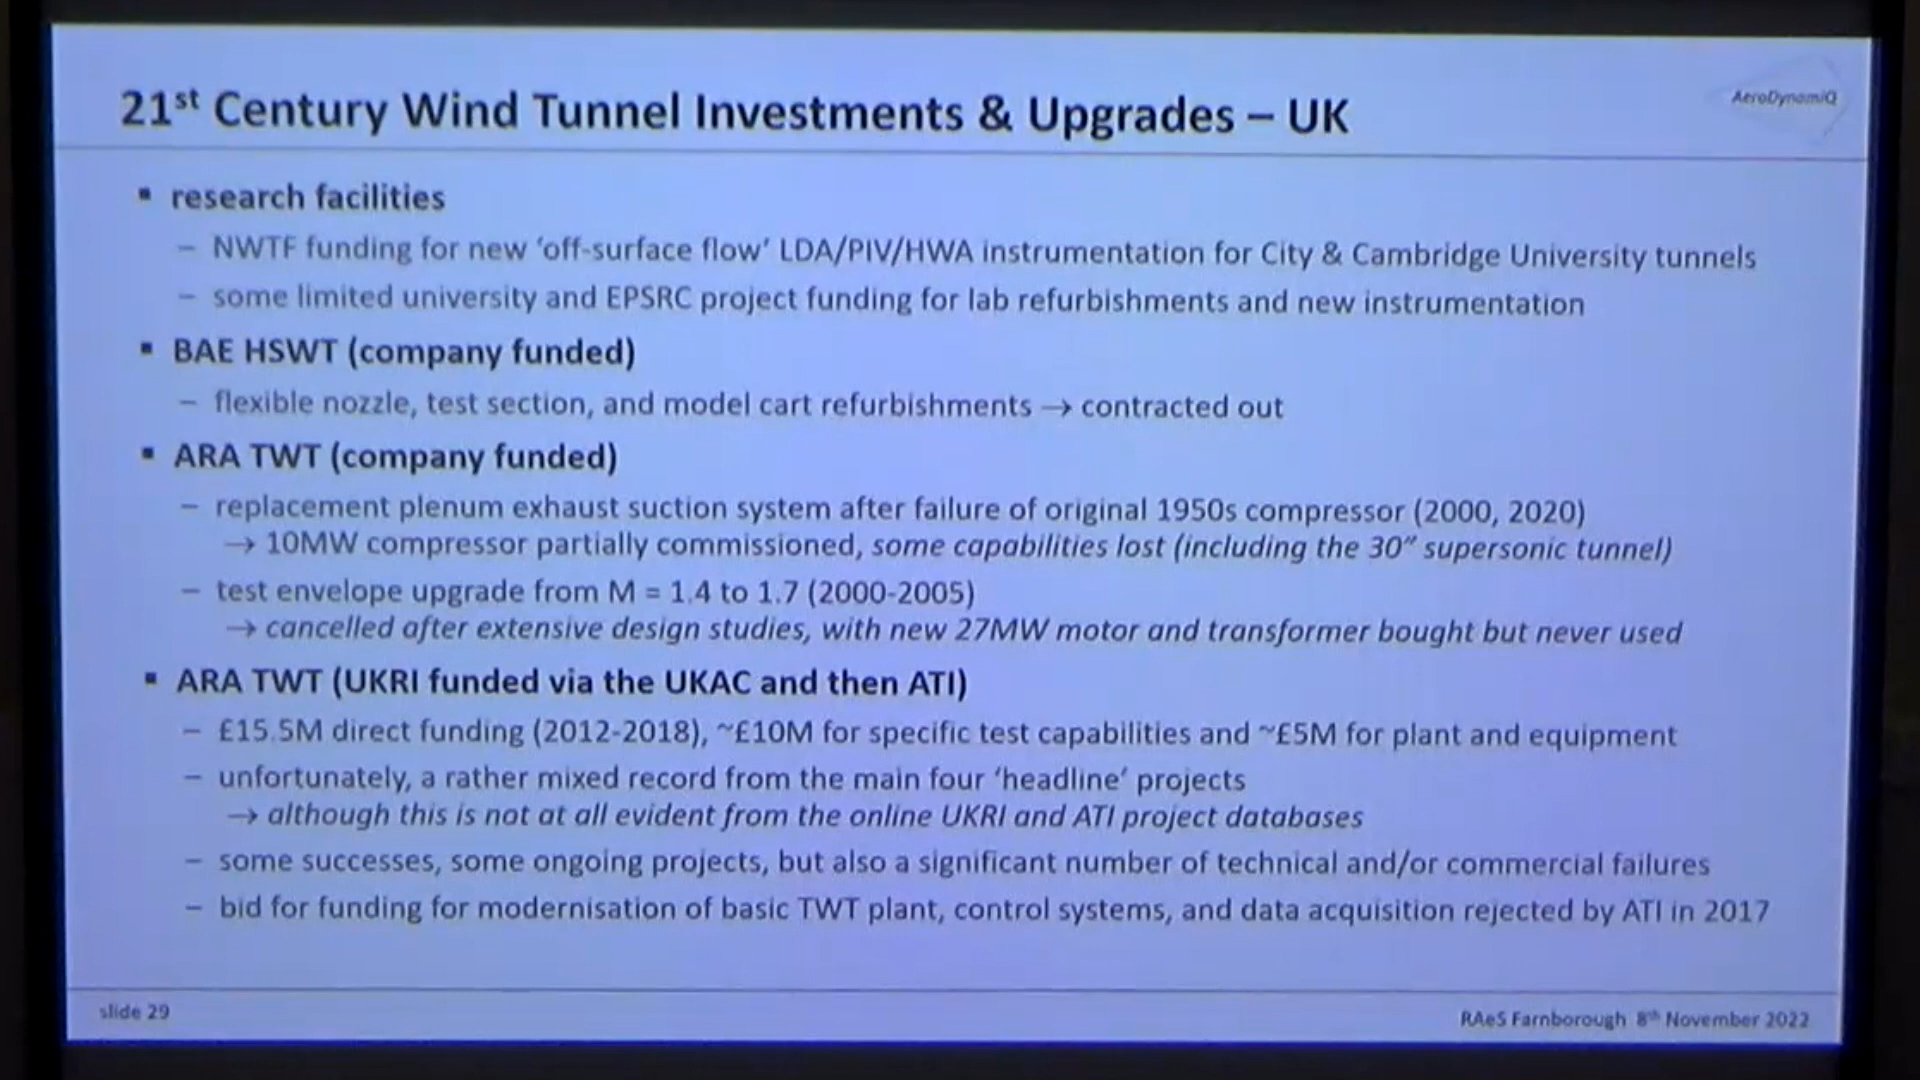 21st Century Wind Tunnel Investments & Upgrades – UK
AeroDynamiQ
▪ research facilities
– NWTF funding for new ‘off-surface flow’ LDA/PIV/HWA instrumentation for City & Cambridge University tunnels
– some limited university and EPSRC project funding for lab refurbishments and new instrumentation
▪ BAE HSWT (company funded)
– flexible nozzle, test section, and model cart refurbishments → contracted out
▪ ARA TWT (company funded)
– replacement plenum exhaust suction system after failure of original 1950s compressor (2000, 2020)
→ 10MW compressor partially commissioned, some capabilities lost (including the 30″ supersonic tunnel)
– test envelope upgrade from M = 1.4 to 1.7 (2000-2005)
→ cancelled after extensive design studies, with new 27MW motor and transformer bought but never used
▪ ARA TWT (UKRI funded via the UKAC and then ATI)
– £15.5M direct funding (2012-2018), ~£10M for specific test capabilities and ~£5M for plant and equipment
– unfortunately, a rather mixed record from the main four ‘headline’ projects
→ although this is not at all evident from the online UKRI and ATI project databases
– some successes, some ongoing projects, but also a significant number of technical and/or commercial failures
– bid for funding for modernisation of basic TWT plant, control systems, and data acquisition rejected by ATI in 2017
slide 29
RAeS Farnborough 8th November 2022